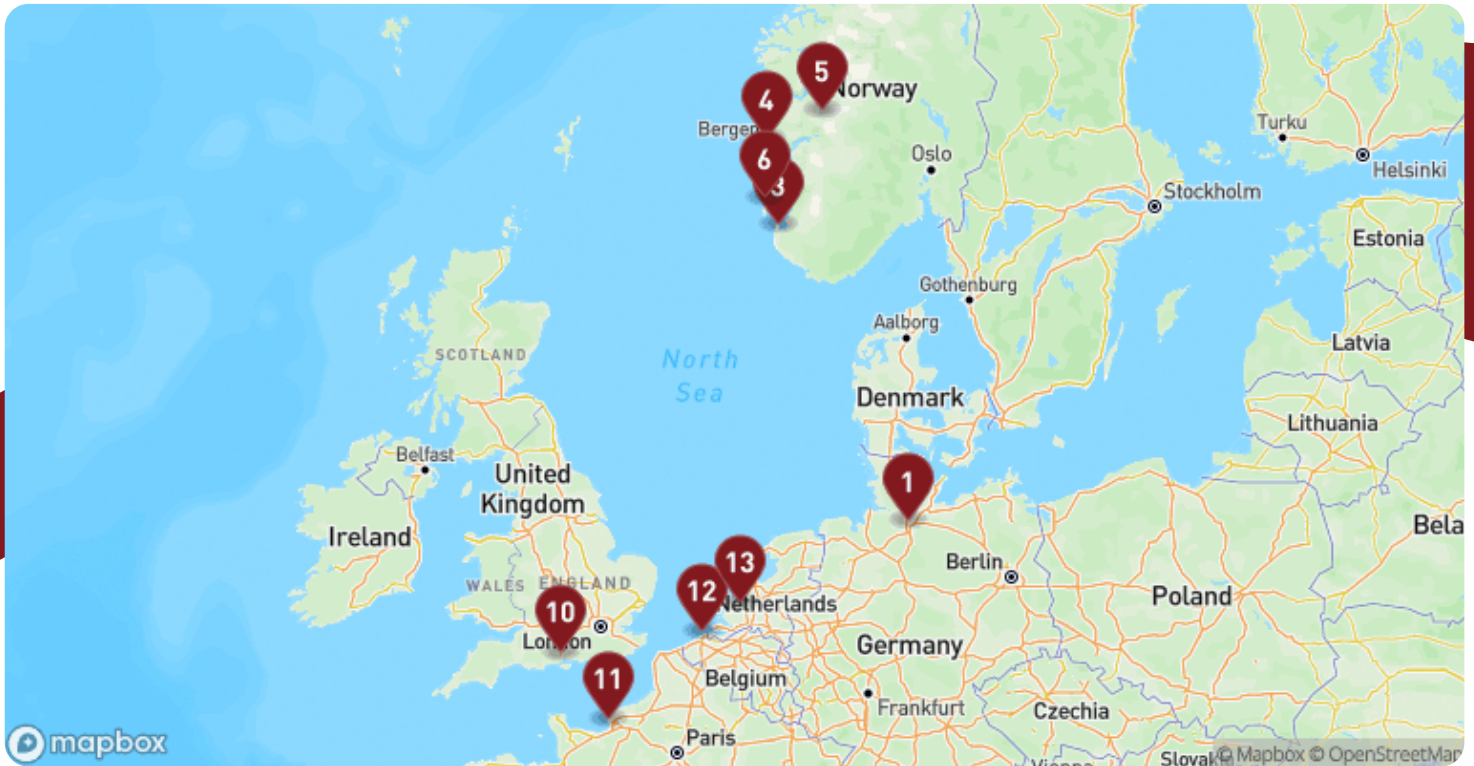 5
Norway
4
Bergen
Turku
6
Oslo
Helsinki
3
Stockholm
Estonia
Gothenburg
Aalborg
Latvia
SCOTLAND
North
Sea
Denmark
Lithuania
Belfast
United
Kingdom
1
Bela
Ireland
13
Berlin
WALES
ENGLAND
12
Netherlands
Poland
10
London
Germany
11
Belgium
Frankfurt
Czechia
Paris
mapbox
Slovak
© Mapbox © OpenStreetMap